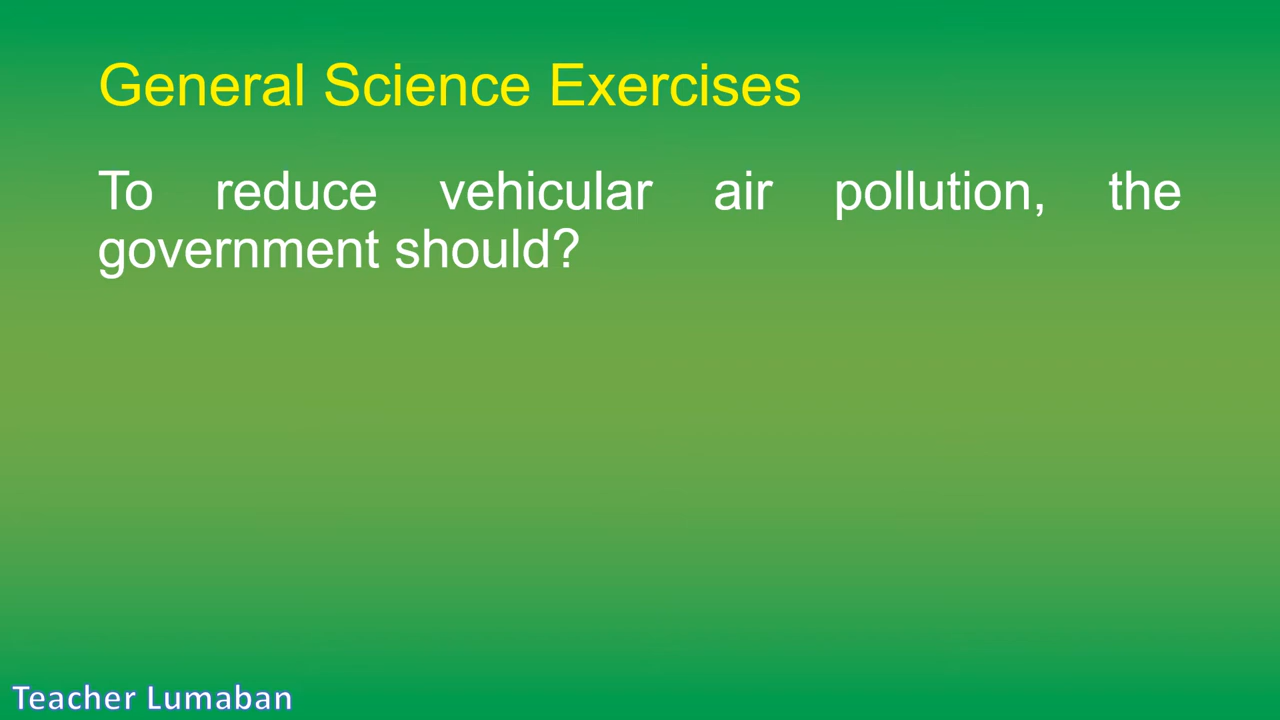 General Science Exercises
To reduce vehicular air pollution, the
government should?
Teacher Lumaban